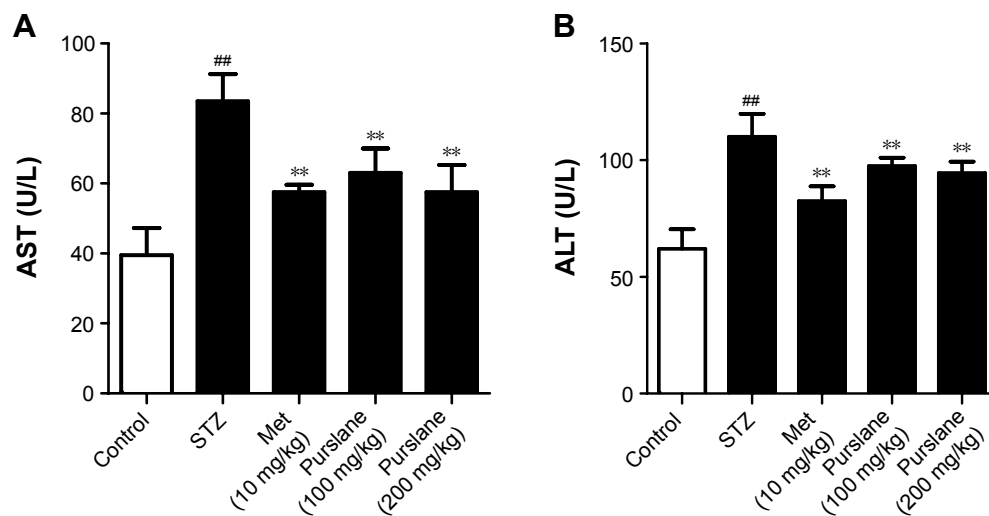 A
AST (U/L)
100
80
60
40
20
0
##
**
**
**
Control
STZ
Met
(10 mg/kg)
Purslane
(100 mg/kg)
Purslane
(200 mg/kg)
B
ALT (U/L)
150
100
50
0
##
**
**
**
Control
STZ
Met
(10 mg/kg)
Purslane
(100 mg/kg)
Purslane
(200 mg/kg)